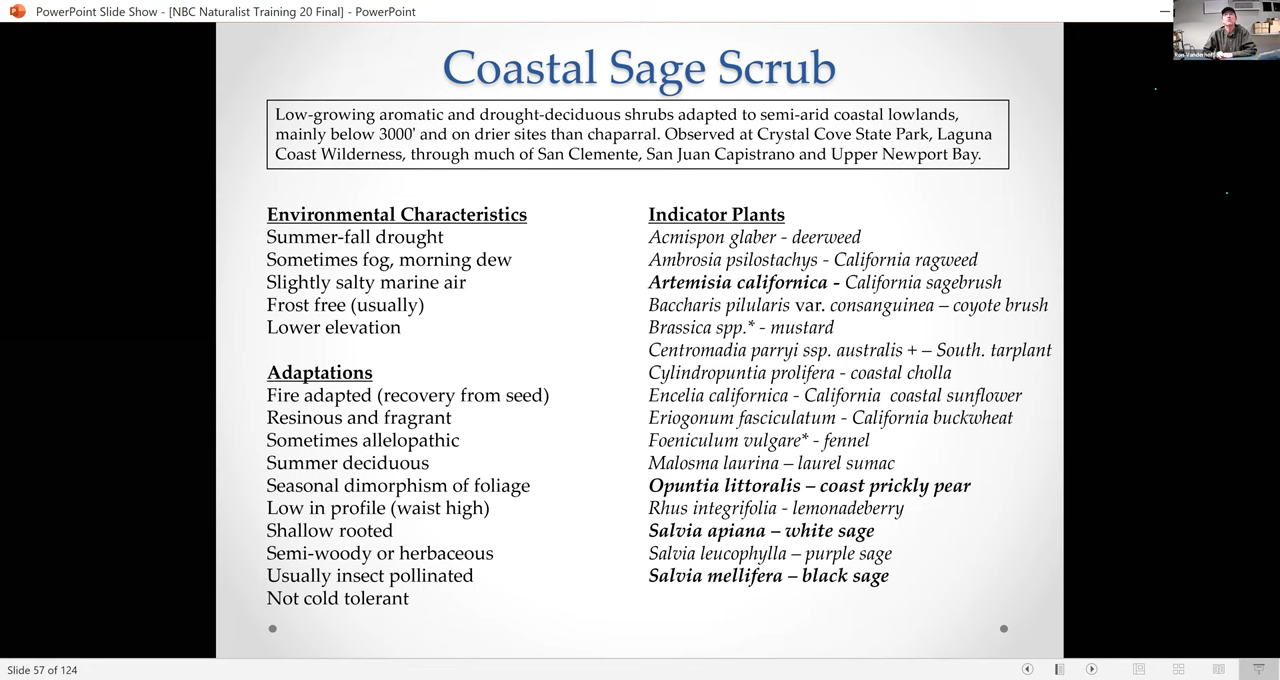 PowerPoint Slide Show - [NBC Naturalist Training 20 Final] - PowerPoint
Ron Vanderhoff
Coastal Sage Scrub
Low-growing aromatic and drought-deciduous shrubs adapted to semi-arid coastal lowlands,
mainly below 3000' and on drier sites than chaparral. Observed at Crystal Cove State Park, Laguna
Coast Wilderness, through much of San Clemente, San Juan Capistrano and Upper Newport Bay.
Environmental Characteristics
Summer-fall drought
Sometimes fog, morning dew
Slightly salty marine air
Frost free (usually)
Lower elevation
Adaptations
Fire adapted (recovery from seed)
Resinous and fragrant
Sometimes allelopathic
Summer deciduous
Seasonal dimorphism of foliage
Low in profile (waist high)
Shallow rooted
Semi-woody or herbaceous
Usually insect pollinated
Not cold tolerant
Indicator Plants
Acmispon glaber - deerweed
Ambrosia psilostachys - California ragweed
Artemisia californica - California sagebrush
Baccharis pilularis var. consanguinea – coyote brush
Brassica spp.* - mustard
Centromadia parryi ssp. australis + – South. tarplant
Cylindropuntia prolifera - coastal cholla
Encelia californica - California  coastal sunflower
Eriogonum fasciculatum - California buckwheat
Foeniculum vulgare* - fennel
Malosma laurina – laurel sumac
Opuntia littoralis – coast prickly pear
Rhus integrifolia - lemonadeberry
Salvia apiana – white sage
Salvia leucophylla – purple sage
Salvia mellifera – black sage
Slide 57 of 124